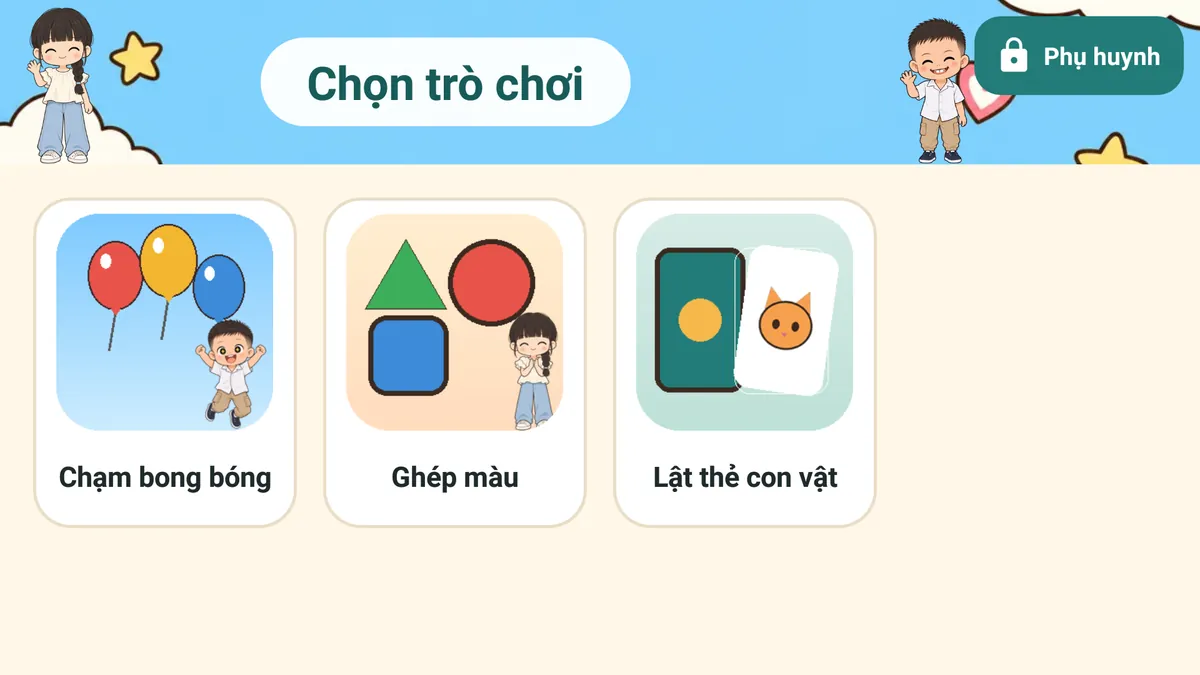 Chọn trò chơi
Phụ huynh
Chạm bong bóng
Ghép màu
Lật thẻ con vật